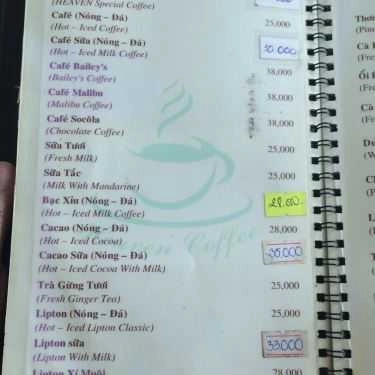 (HEAVEN Special Coffee)
Café (Nóng – Đá) 25,000
(Hot – Iced Coffee)
Café Sữa (Nóng – Đá) 30.000
(Hot – Iced Milk Coffee)
Café Bailey's 38,000
(Bailey's Coffee)
Café Malibu 38,000
(Malibu Coffee)
Café Socôla 38,000
(Chocolate Coffee)
Sữa Tươi 25,000
(Fresh Milk)
Sữa Tắc 25,000
(Milk With Mandarine)
Bạc Xỉu (Nóng – Đá)
(Hot – Iced Milk Coffee)
Cacao (Nóng – Đá) 28,000
(Hot – Iced Cocoa)
Cacao Sữa (Nóng – Đá)
(Hot – Iced Cocoa With Milk)
Trà Gừng Tươi 25,000
(Fresh Ginger Tea)
Lipton (Nóng – Đá) 25,000
(Hot – Iced Lipton Classic)
Lipton sữa 33,000
(Lipton With Milk)
Lipton Xí Muội 28,000